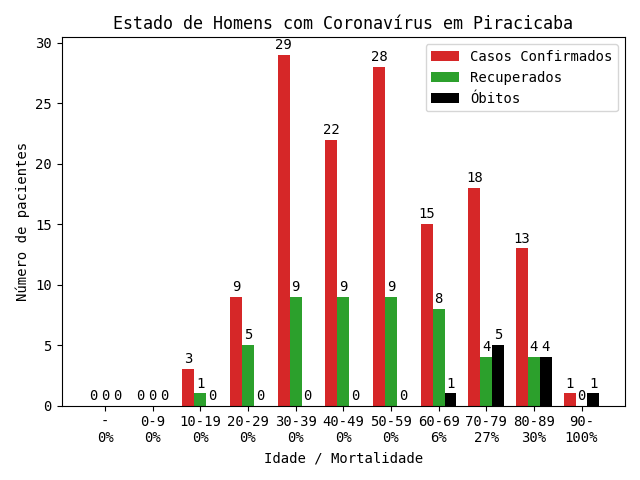 Estado de Homens com Coronavírus em Piracicaba
Casos Confirmados
Recuperados
Óbitos
Número de pacientes
30
25
20
15
10
5
0
0 0 0
0 0 0
3 1 0
9 5 0
29 9 0
22 9 0
28 9 0
15 8 1
18 4 5
13 4 4
1 0 1
- 0-9 10-19 20-29 30-39 40-49 50-59 60-69 70-79 80-89 90-
0% 0% 0% 0% 0% 0% 0% 6% 27% 30% 100%
Idade / Mortalidade